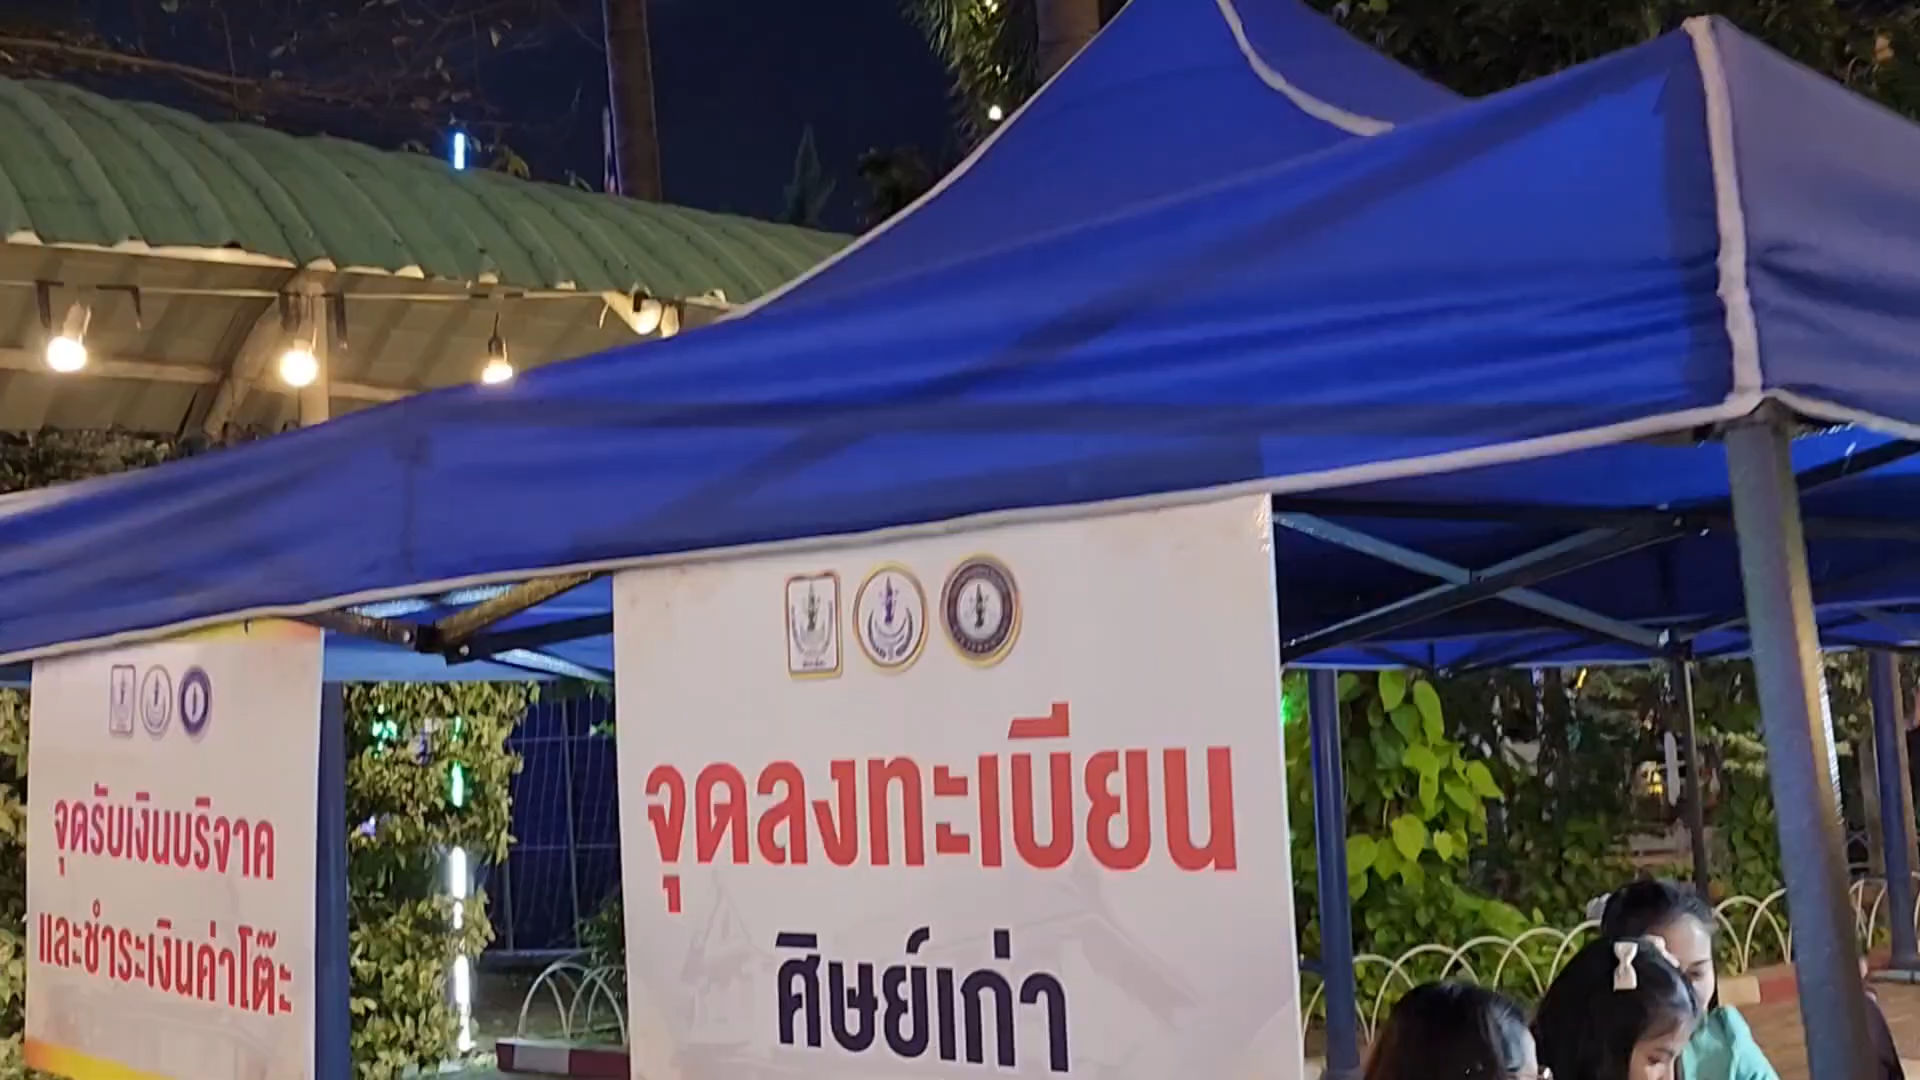 จุดรับเงินบริจาค
และชำระเงินค่าโต๊ะ
จุดลงทะเบียน
ศิษย์เก่า